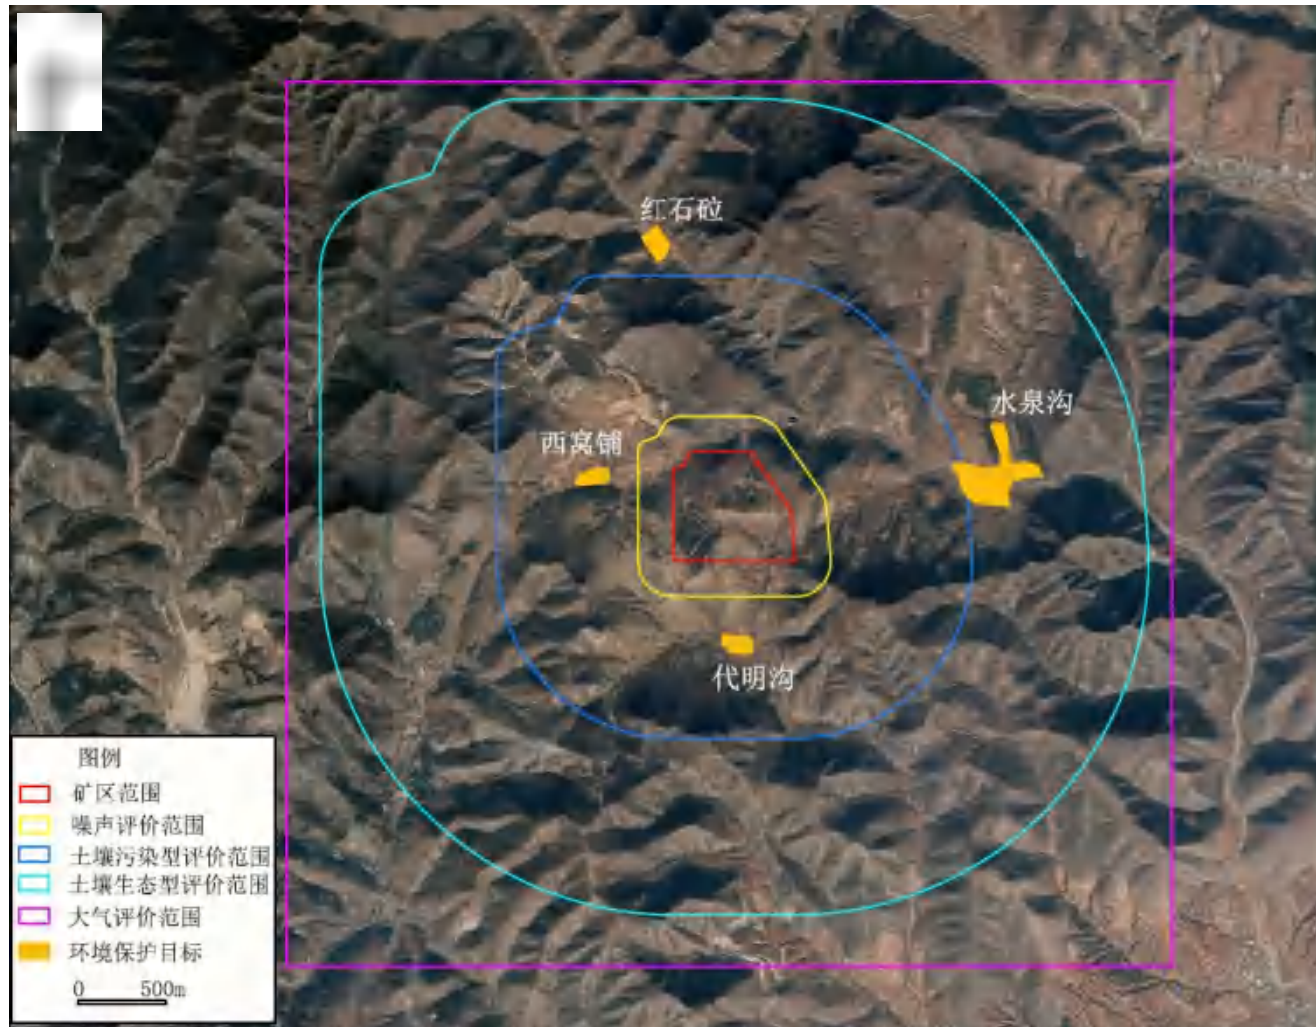 红石砬
水泉沟
西窝铺
代明沟
图例
矿区范围
噪声评价范围
土壤污染型评价范围
土壤生态型评价范围
大气评价范围
环境保护目标
0 500m